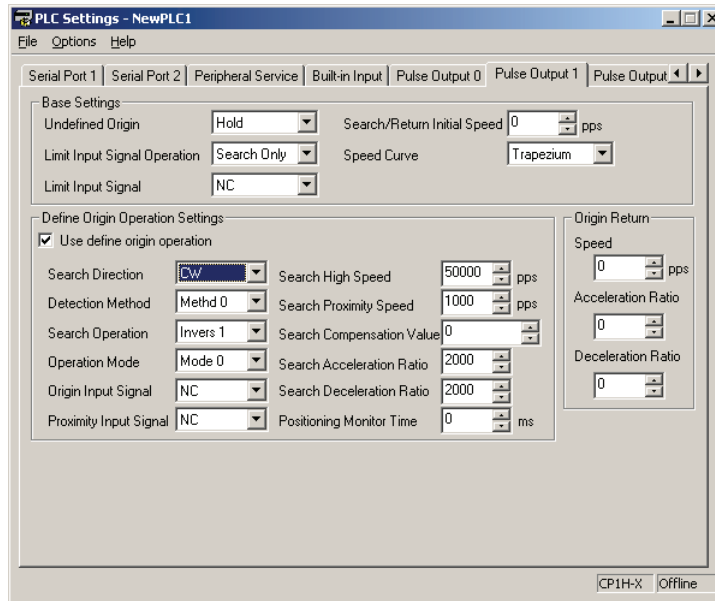 PLC Settings - NewPLC1
File Options Help
Serial Port 1 Serial Port 2 Peripheral Service Built-in Input Pulse Output 0 Pulse Output 1 Pulse Output
Base Settings
Undefined Origin Hold Search/Return Initial Speed 0 pps
Limit Input Signal Operation Search Only Speed Curve Trapezium
Limit Input Signal NC
Define Origin Operation Settings
Use define origin operation
Search Direction CW Search High Speed 50000 pps
Detection Method Methd 0 Search Proximity Speed 1000 pps
Search Operation Invers 1 Search Compensation Value 0
Operation Mode Mode 0 Search Acceleration Ratio 2000
Origin Input Signal NC Search Deceleration Ratio 2000
Proximity Input Signal NC Positioning Monitor Time 0 ms
Origin Return
Speed
0 pps
Acceleration Ratio
0
Deceleration Ratio
0
CP1H-X Offline